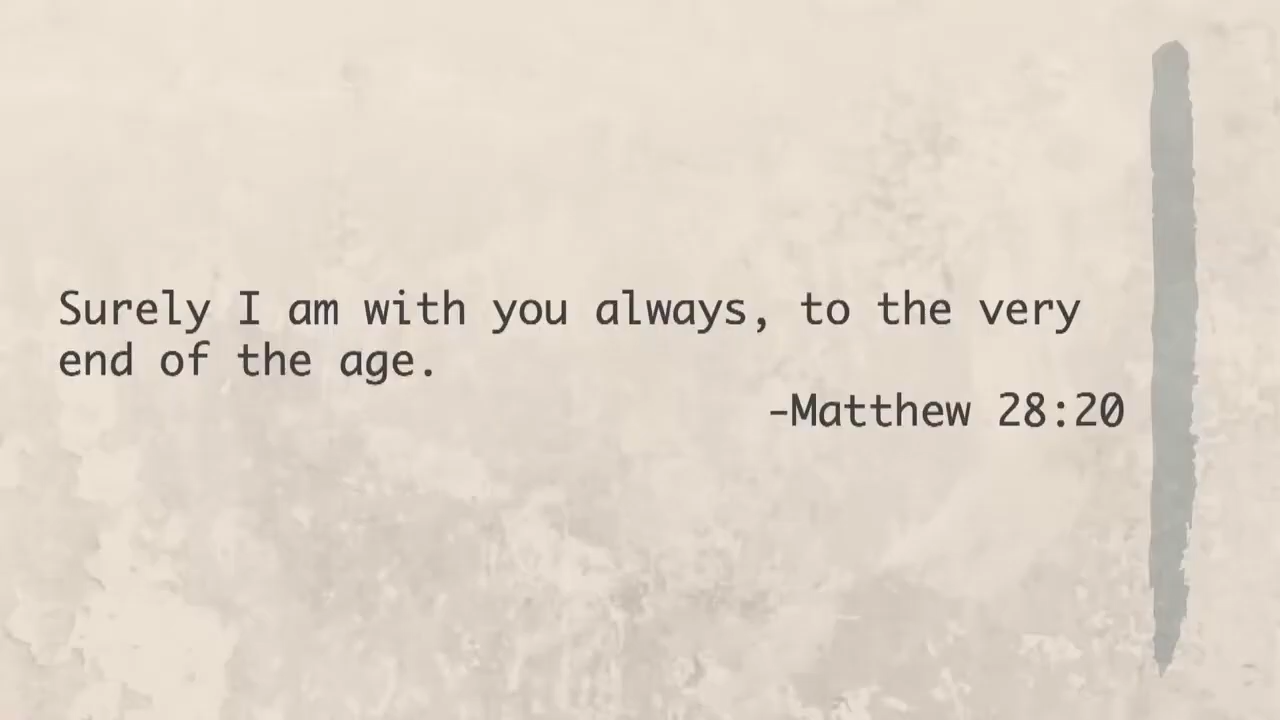 Surely I am with you always, to the very
end of the age.
-Matthew 28:20